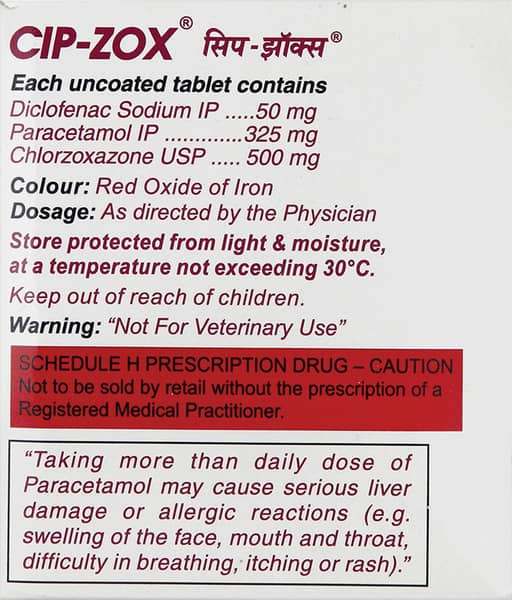 CIP-ZOX® सिप-झॉक्स®
Each uncoated tablet contains
Diclofenac Sodium IP .....50 mg
Paracetamol IP .............325 mg
Chlorzoxazone USP ..... 500 mg
Colour: Red Oxide of Iron
Dosage: As directed by the Physician
Store protected from light & moisture,
at a temperature not exceeding 30°C.
Keep out of reach of children.
Warning: “Not For Veterinary Use”
SCHEDULE H PRESCRIPTION DRUG – CAUTION
Not to be sold by retail without the prescription of a
Registered Medical Practitioner.
“Taking more than daily dose of
Paracetamol may cause serious liver
damage or allergic reactions (e.g.
swelling of the face, mouth and throat,
difficulty in breathing, itching or rash).”